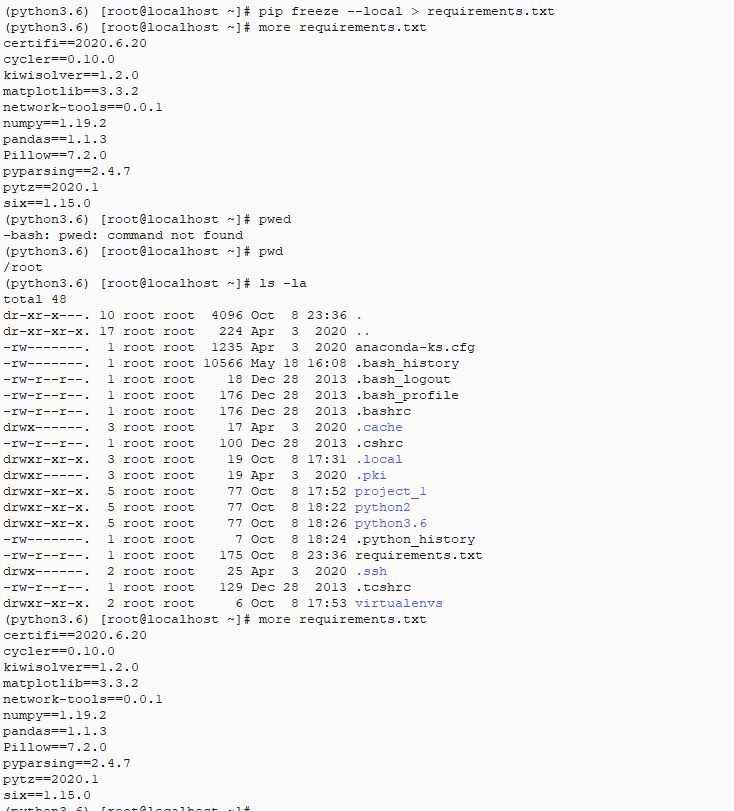 (python3.6) [root@localhost ~]# pip freeze --local > requirements.txt
(python3.6) [root@localhost ~]# more requirements.txt
certifi==2020.6.20
cycler==0.10.0
kiwisolver==1.2.0
matplotlib==3.3.2
network-tools==0.0.1
numpy==1.19.2
pandas==1.1.3
Pillow==7.2.0
pyparsing==2.4.7
pytz==2020.1
six==1.15.0
(python3.6) [root@localhost ~]# pwed
-bash: pwed: command not found
(python3.6) [root@localhost ~]# pwd
/root
(python3.6) [root@localhost ~]# ls -la
total 48
dr-xr-x---. 10 root root  4096 Oct  8 23:36 .
dr-xr-xr-x. 17 root root   224 Apr  3  2020 ..
-rw-------.  1 root root  1235 Apr  3  2020 anaconda-ks.cfg
-rw-------.  1 root root 10566 May 18 16:08 .bash_history
-rw-r--r--.  1 root root    18 Dec 28  2013 .bash_logout
-rw-r--r--.  1 root root   176 Dec 28  2013 .bash_profile
-rw-r--r--.  1 root root   176 Dec 28  2013 .bashrc
drwx------.  3 root root    17 Apr  3  2020 .cache
-rw-r--r--.  1 root root   100 Dec 28  2013 .cshrc
drwxr-xr-x.  3 root root    19 Oct  8 17:31 .local
drwxr-----.  3 root root    19 Apr  3  2020 .pki
drwxr-xr-x.  5 root root    77 Oct  8 17:52 project_1
drwxr-xr-x.  5 root root    77 Oct  8 18:22 python2
drwxr-xr-x.  5 root root    77 Oct  8 18:26 python3.6
-rw-------.  1 root root     7 Oct  8 18:24 .python_history
-rw-r--r--.  1 root root   175 Oct  8 23:36 requirements.txt
drwx------.  2 root root    25 Apr  3  2020 .ssh
-rw-r--r--.  1 root root   129 Dec 28  2013 .tcshrc
drwxr-xr-x.  2 root root     6 Oct  8 17:53 virtualenvs
(python3.6) [root@localhost ~]# more requirements.txt
certifi==2020.6.20
cycler==0.10.0
kiwisolver==1.2.0
matplotlib==3.3.2
network-tools==0.0.1
numpy==1.19.2
pandas==1.1.3
Pillow==7.2.0
pyparsing==2.4.7
pytz==2020.1
six==1.15.0
(python3.6) [root@localhost ~]#